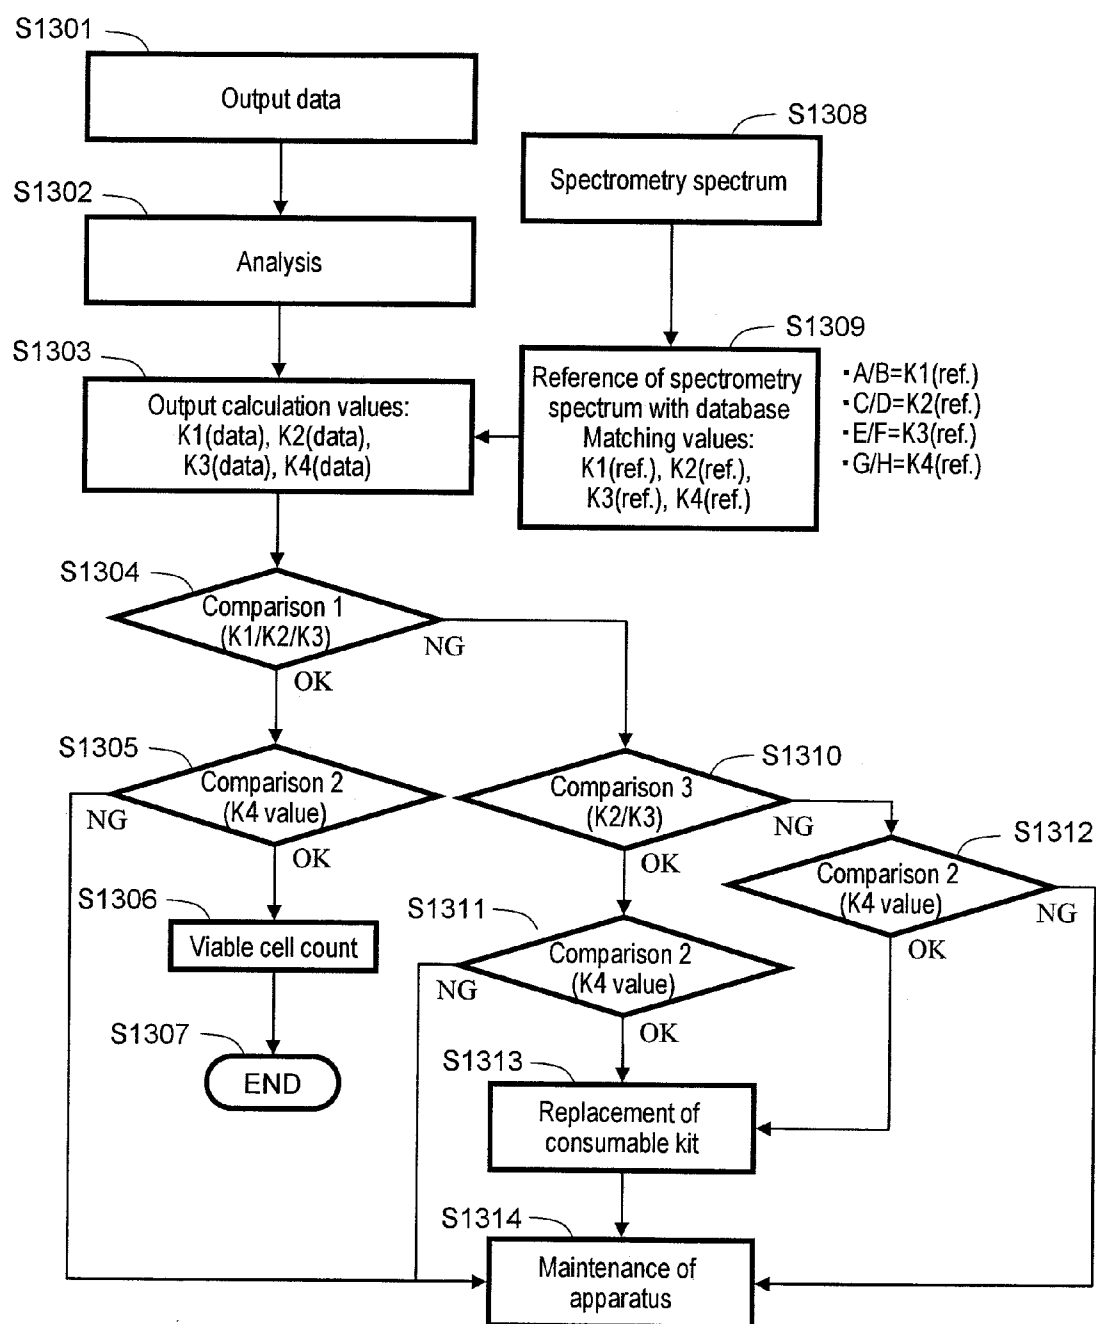 S1301
Output data
S1308
Spectrometry spectrum
S1302
Analysis
S1309
S1303
Reference of spectrometry
spectrum with database
Matching values:
K1(ref.), K2(ref.),
K3(ref.), K4(ref.)
・A/B=K1(ref.)
・C/D=K2(ref.)
・E/F=K3(ref.)
・G/H=K4(ref.)
Output calculation values:
K1(data), K2(data),
K3(data), K4(data)
S1304
Comparison 1
(K1/K2/K3)
NG
OK
S1305
Comparison 2
(K4 value)
NG
OK
S1310
Comparison 3
(K2/K3)
NG
OK
S1312
Comparison 2
(K4 value)
NG
OK
S1306
Viable cell count
S1311
Comparison 2
(K4 value)
NG
OK
S1307
END
S1313
Replacement of
consumable kit
S1314
Maintenance of
apparatus